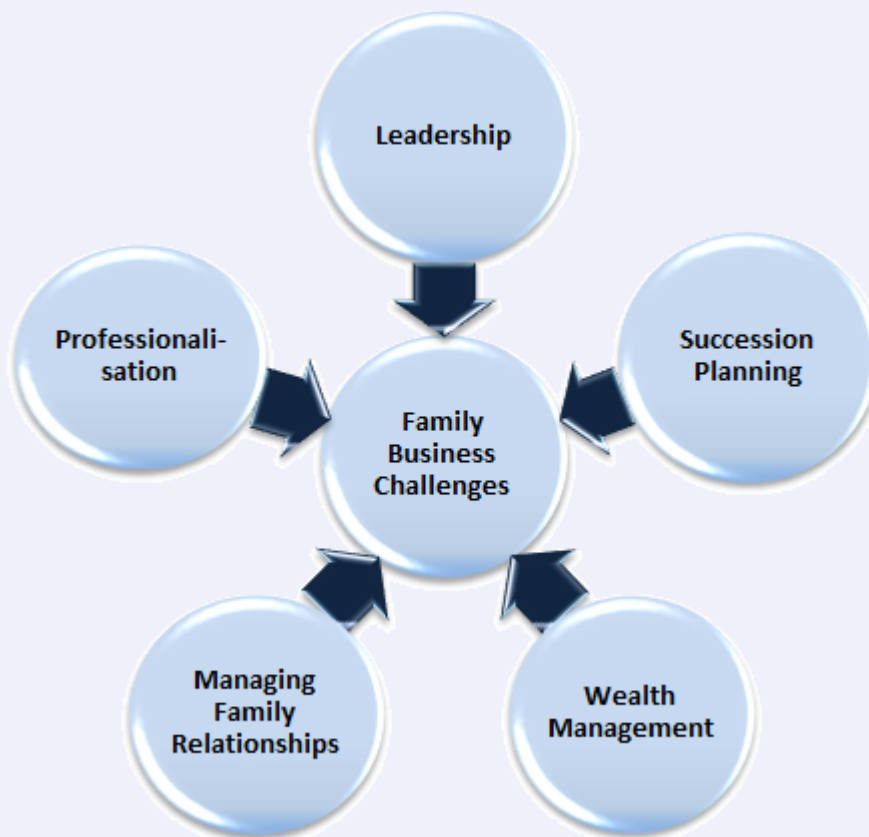 Leadership
Professionali-
sation
Succession
Planning
Family
Business
Challenges
Managing
Family
Relationships
Wealth
Management